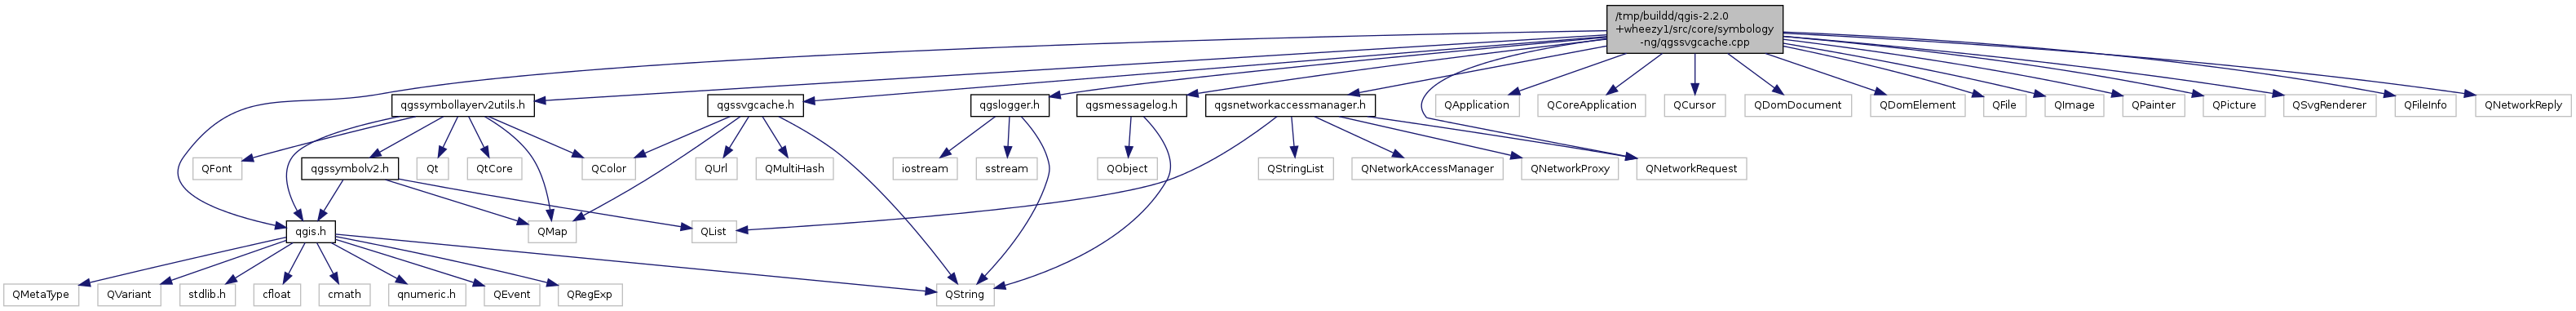 /tmp/buildd/qgis-2.2.0
+wheezy1/src/core/symbology
-ng/qgssvgcache.cpp
qgssymbollayerv2utils.h
qgssvgcache.h
qgslogger.h
qgsmessagelog.h
qgsnetworkaccessmanager.h
QApplication
QCoreApplication
QCursor
QDomDocument
QDomElement
QFile
QImage
QPainter
QPicture
QSvgRenderer
QFileInfo
QNetworkReply
QFont
qgssymbolv2.h
Qt
QtCore
QColor
QUrl
QMultiHash
iostream
sstream
QObject
QStringList
QNetworkAccessManager
QNetworkProxy
QNetworkRequest
qgis.h
QMap
QList
QMetaType
QVariant
stdlib.h
cfloat
cmath
qnumeric.h
QEvent
QRegExp
QString